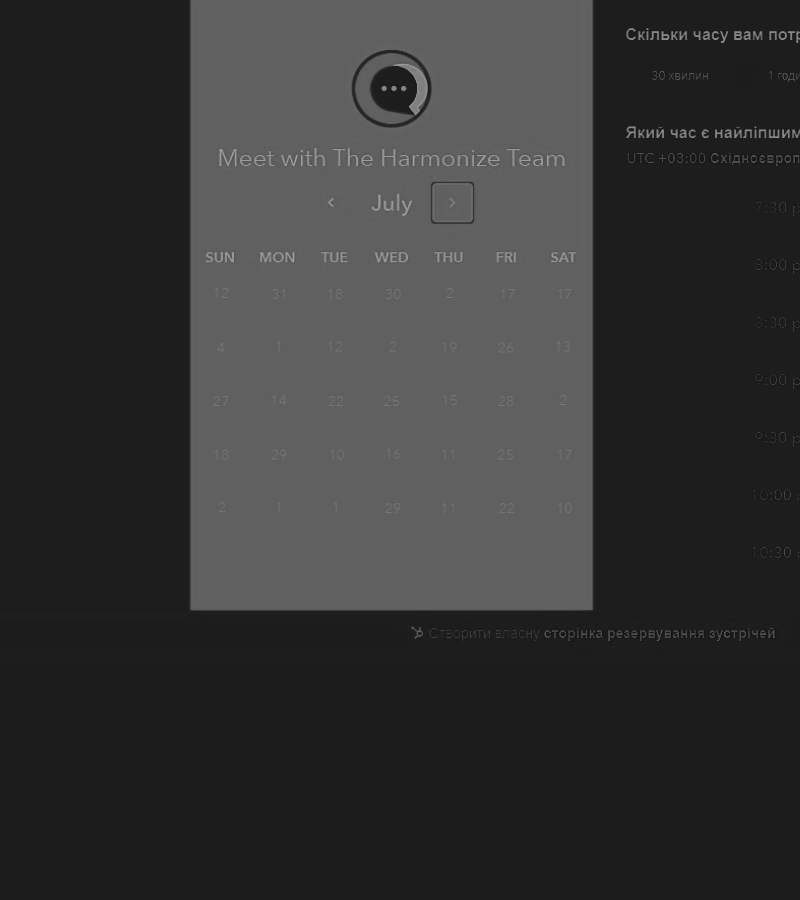 Meet with The Harmonize Team
July
SUN MON TUE WED THU FRI SAT
12 31 18 30 2 17 17
4 1 12 2 19 26 13
27 14 22 25 15 28 2
18 29 10 16 11 25 17
2 1 1 29 11 22 10
Скільки часу вам
30 хвилин 1
Який час є найліпшим
UTC +03:00
7:30
8:00
8:30
9:00
9:30
10:00
10:30
Створити власну сторінка резервування зустрічей